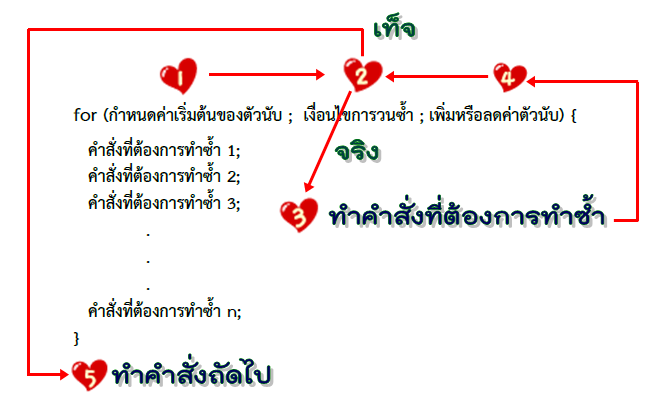 เท็จ
1 2 4
for (กำหนดค่าเริ่มต้นของตัวนับ ; เงื่อนไขการวนซ้ำ ; เพิ่มหรือลดค่าตัวนับ) {
คำสั่งที่ต้องการทำซ้ำ 1;
จริง
คำสั่งที่ต้องการทำซ้ำ 2;
คำสั่งที่ต้องการทำซ้ำ 3;
3 ทำคำสั่งที่ต้องการทำซ้ำ
.
.
.
คำสั่งที่ต้องการทำซ้ำ n;
}
5 ทำคำสั่งถัดไป